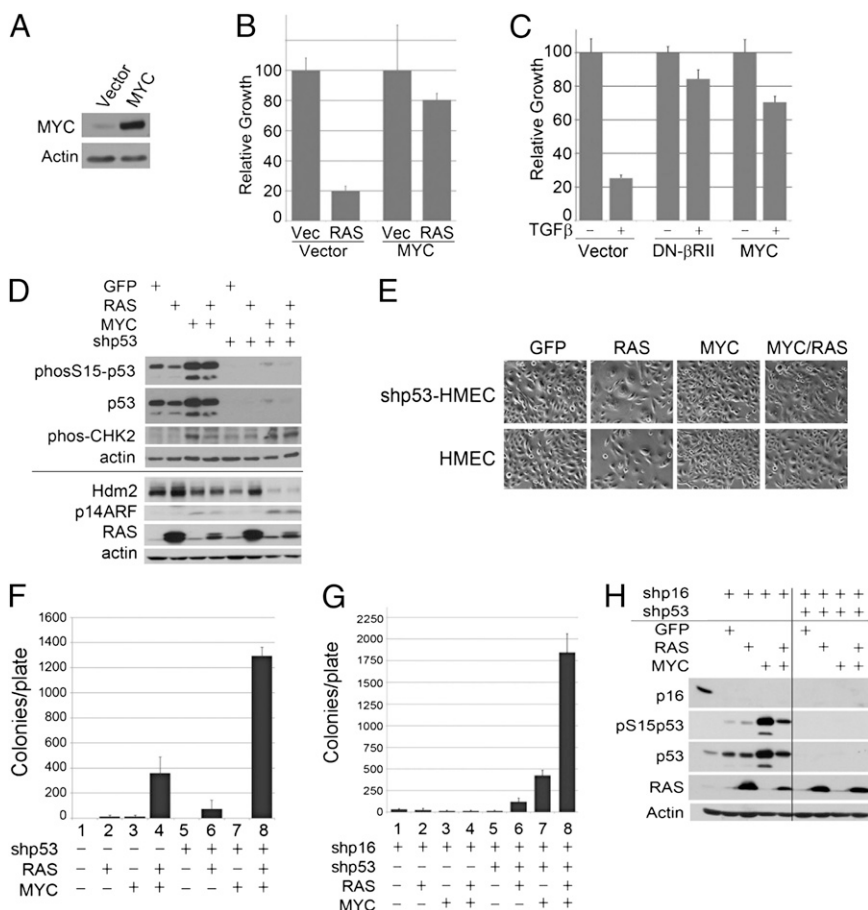 A
Vector
MYC
MYC
Actin
B
Relative Growth
100
80
60
40
20
0
Vec RAS Vec RAS
Vector MYC
C
Relative Growth
100
80
60
40
20
0
TGFβ − + − + − +
Vector DN-βRII MYC
D
GFP + +
RAS + + + +
MYC + + + +
shp53 + + + +
phosS15-p53
p53
phos-CHK2
actin
Hdm2
p14ARF
RAS
actin
E
GFP RAS MYC MYC/RAS
shp53-HMEC
HMEC
F
Colonies/plate
1600
1400
1200
1000
800
600
400
200
0
1 2 3 4 5 6 7 8
shp53 − − − − + + + +
RAS − + − + − + − +
MYC − − + + − − + +
G
Colonies/plate
2250
2000
1750
1500
1250
1000
750
500
250
0
1 2 3 4 5 6 7 8
shp16 + + + + + + + +
shp53 − − − − + + + +
RAS − + − + − + − +
MYC − − + + − − + +
H
shp16 + + + + + + + +
shp53 + + + +
GFP + +
RAS + + + +
MYC + + + +
p16
pS15p53
p53
RAS
Actin